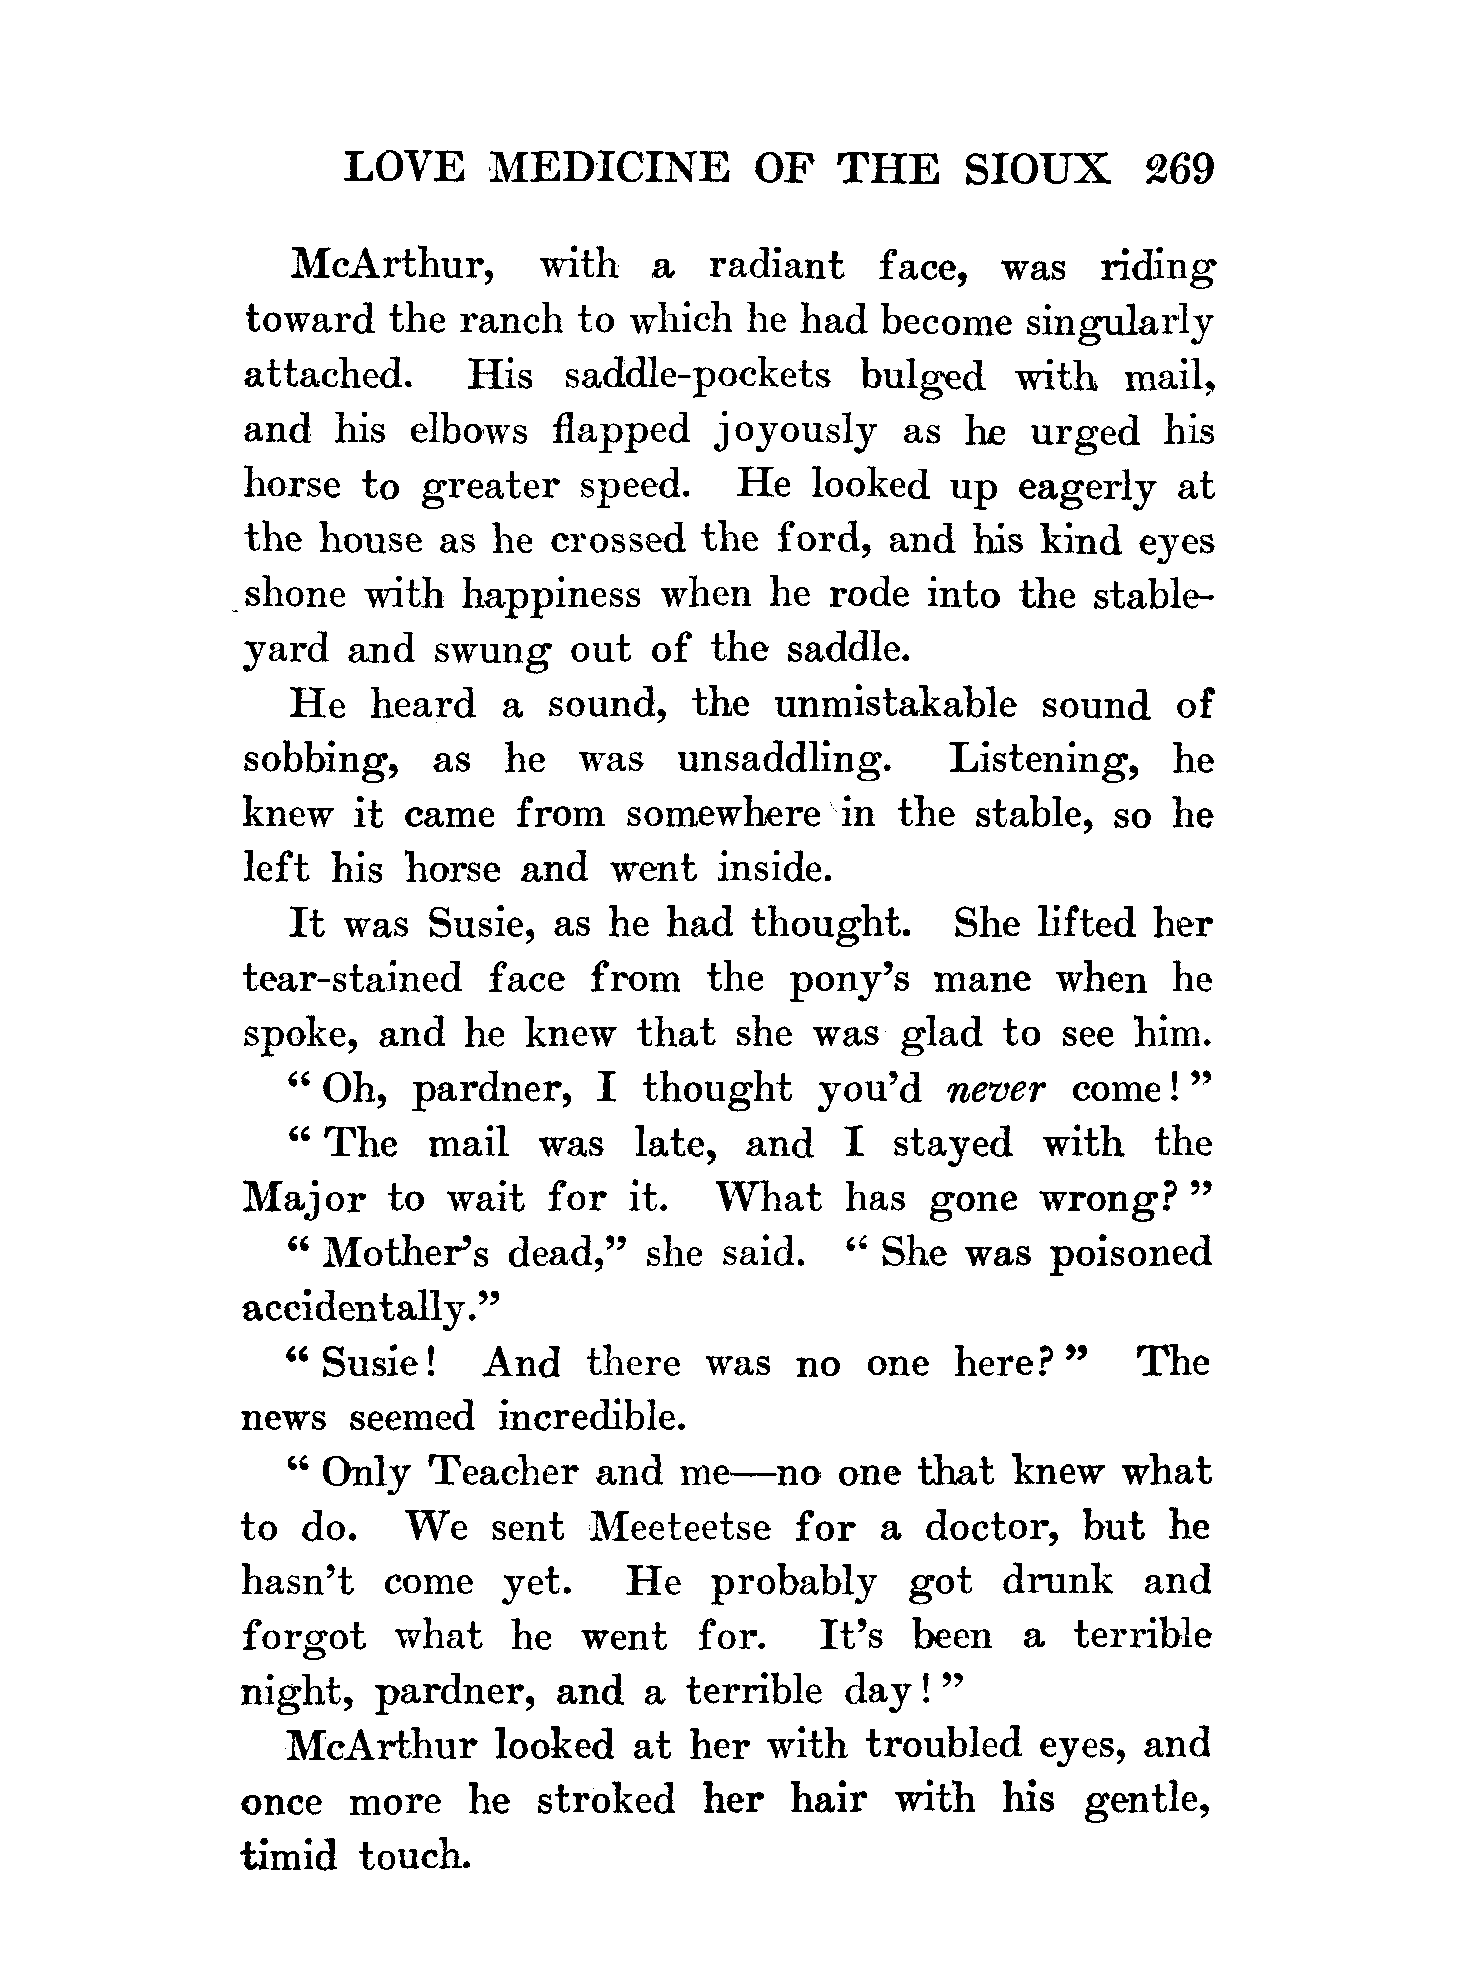 LOVE MEDICINE OF THE SIOUX 269
McArthur, with a radiant face, was riding
toward the ranch to which he had become singularly
attached. His saddle-pockets bulged with mail,
and his elbows flapped joyously as he urged his
horse to greater speed. He looked up eagerly at
the house as he crossed the ford, and his kind eyes
shone with happiness when he rode into the stable-
yard and swung out of the saddle.
He heard a sound, the unmistakable sound of
sobbing, as he was unsaddling. Listening, he
knew it came from somewhere in the stable, so he
left his horse and went inside.
It was Susie, as he had thought. She lifted her
tear-stained face from the pony’s mane when he
spoke, and he knew that she was glad to see him.
“ Oh, pardner, I thought you’d never come! ”
“ The mail was late, and I stayed with the
Major to wait for it. What has gone wrong? ”
“ Mother’s dead,” she said. “ She was poisoned
accidentally.”
“ Susie! And there was no one here? ” The
news seemed incredible.
“ Only Teacher and me—no one that knew what
to do. We sent Meeteetse for a doctor, but he
hasn’t come yet. He probably got drunk and
forgot what he went for. It’s been a terrible
night, pardner, and a terrible day! ”
McArthur looked at her with troubled eyes, and
once more he stroked her hair with his gentle,
timid touch.